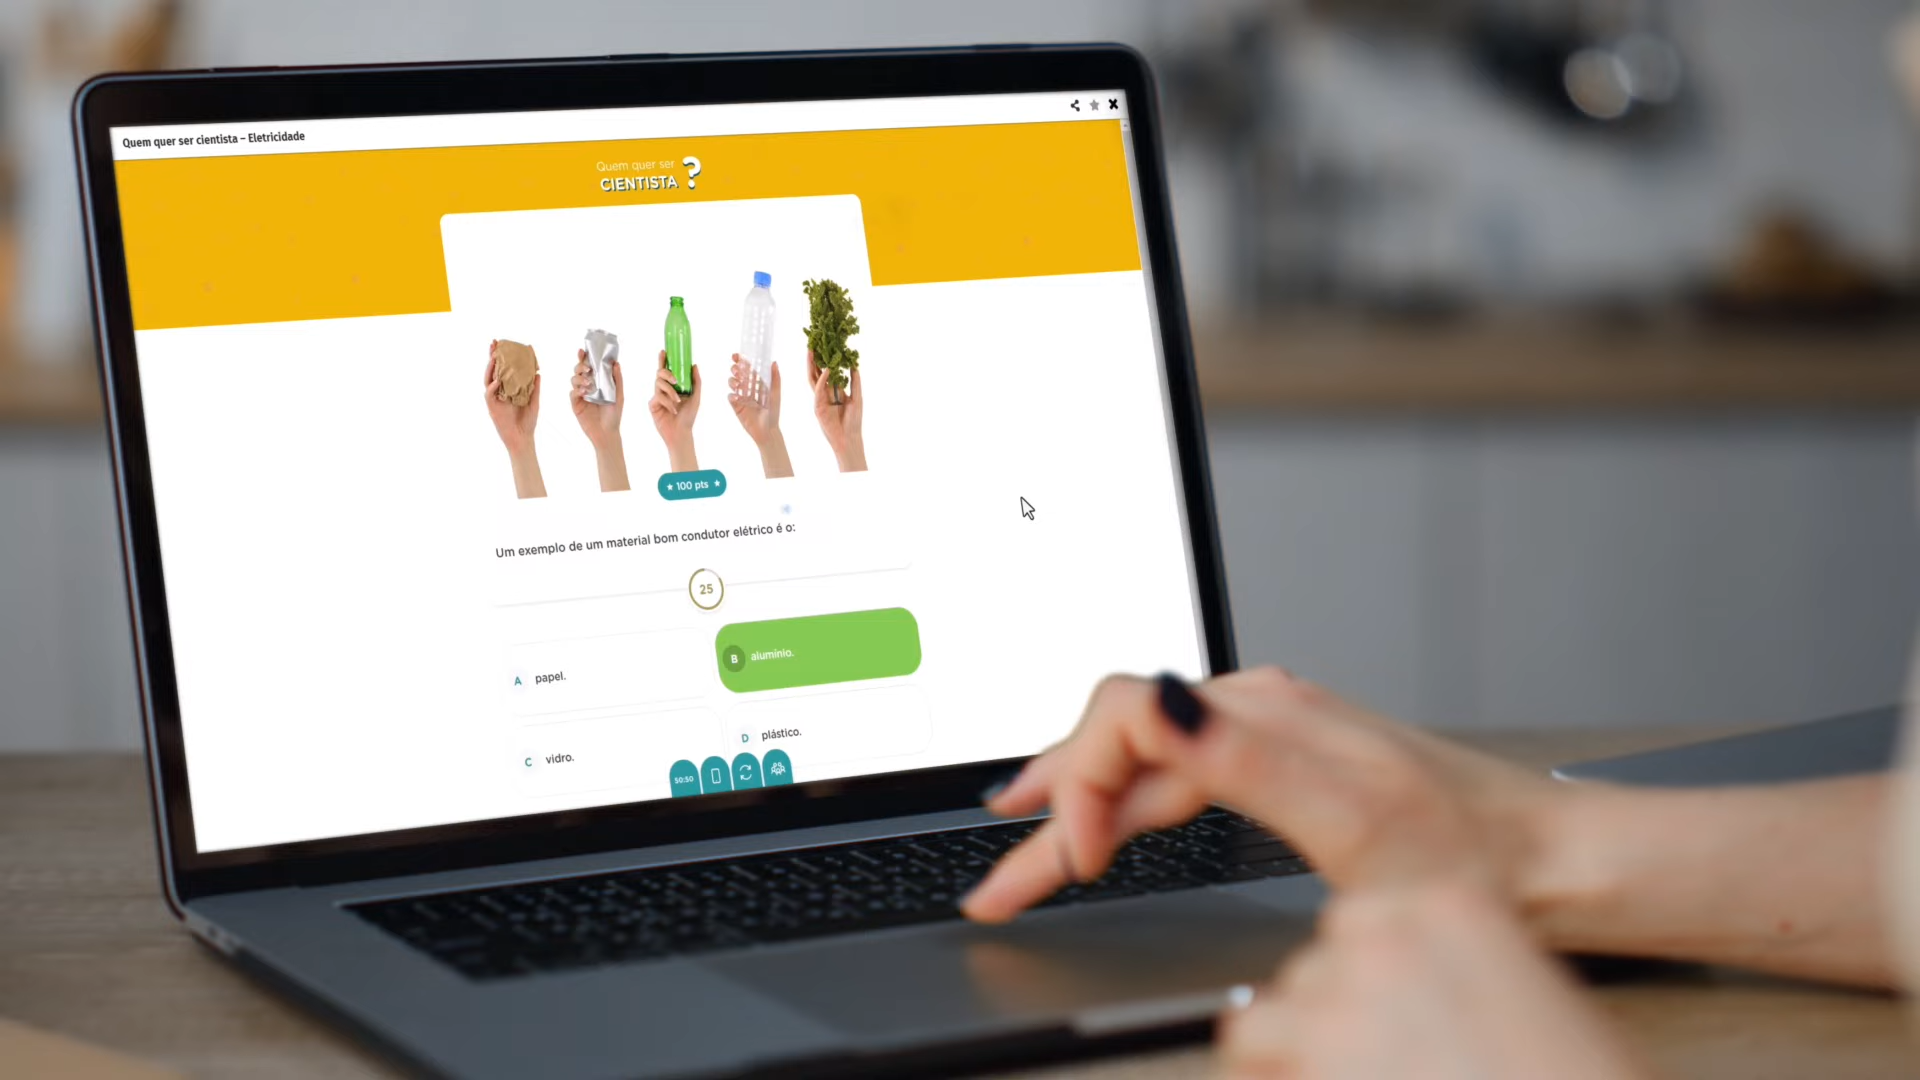 Quem quer ser cientista – Eletricidade
Quem quer ser
CIENTISTA ?
100 pts
Um exemplo de um material bom condutor elétrico é o:
25
A papel.
B alumínio.
C vidro.
D plástico.
50:50